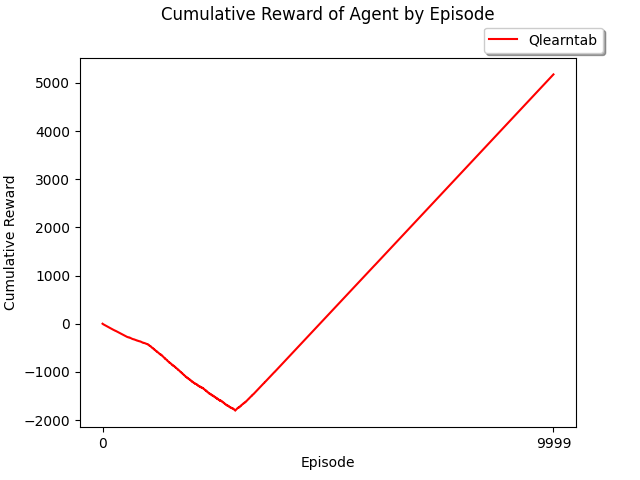 Cumulative Reward of Agent by Episode
Qlearntab
5000
4000
3000
2000
1000
0
−1000
−2000
Cumulative Reward
0
9999
Episode